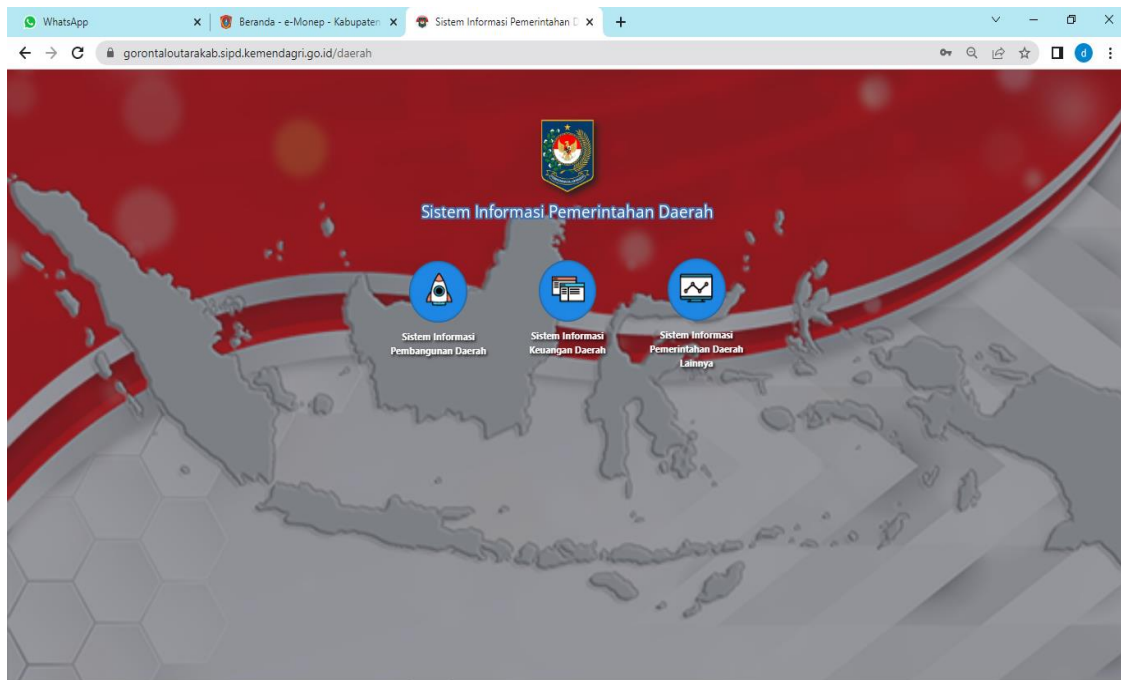 WhatsApp
Beranda - e-Monep - Kabupaten
Sistem Informasi Pemerintahan D
gorontaloutarakab.sipd.kemendagri.go.id/daerah
d
Sistem Informasi Pemerintahan Daerah
Sistem Informasi
Pembangunan Daerah
Sistem Informasi
Keuangan Daerah
Sistem Informasi
Pemerintahan Daerah
Lainnya